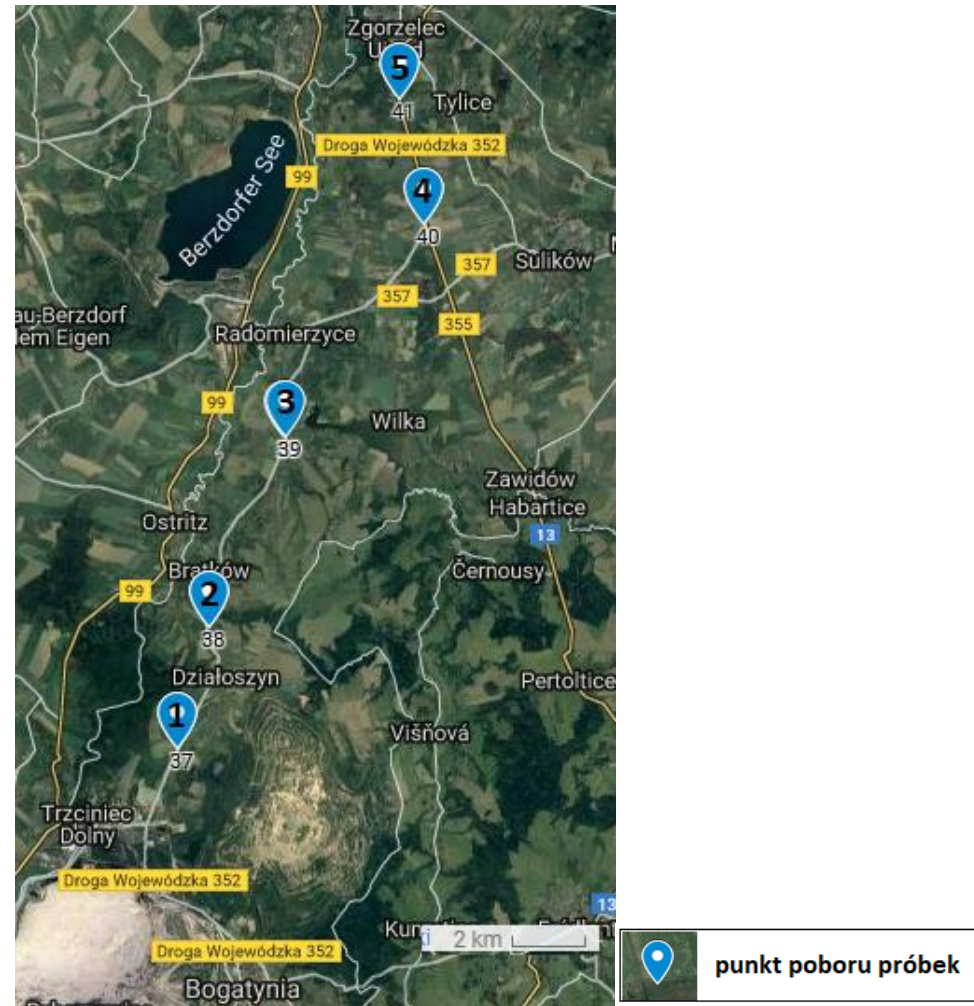 Zgorzelec
5
41
Tylice
Droga Wojewódzka 352
Berzdorfer See
99
4
40
Sulików
357
357
au-Berzdorf
dem Eigen
355
Radomierzyce
99
3
39
Wilka
Zawidów
Habartice
13
Ostritz
Bratków
Černousy
99
2
38
Działoszyn
Pertoltice
1
37
Višňová
Trzciniec
Dolny
Droga Wojewódzka 352
13
2 km
Droga Wojewódzka 352
Bogatynia
punkt poboru próbek